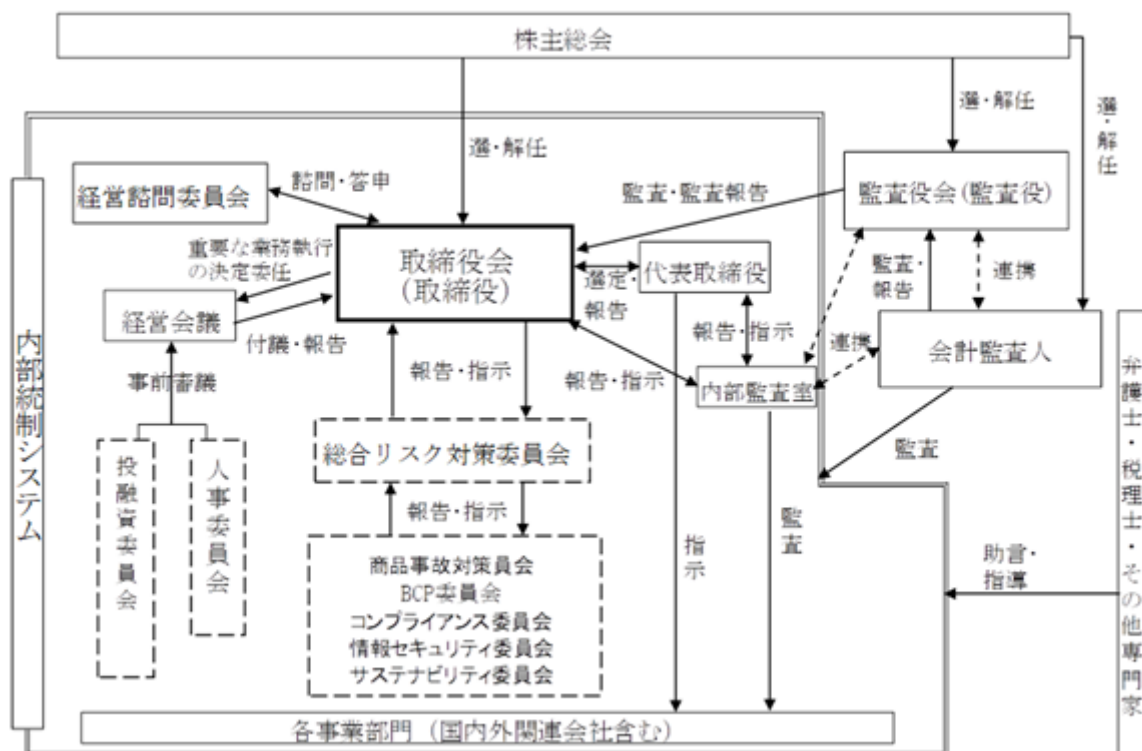 株主総会
選・解任
選・解任
選・解任
経営諮問委員会
諮問・答申
監査・監査報告
監査役会(監査役)
重要な業務執行
の決定委任
取締役会
(取締役)
選定・
報告
代表取締役
監査・
報告
連携
経営会議
付議・報告
報告・指示
連携
会計監査人
事前審議
報告・指示
報告・指示
内部監査室
内部統制システム
投融資委員会
人事委員会
総合リスク対策委員会
監査
報告・指示
指示
監査
商品事故対策員会
BCP委員会
コンプライアンス委員会
情報セキュリティ委員会
サステナビリティ委員会
助言・
指導
弁護士・税理士・その他専門家
各事業部門（国内外関連会社含む）